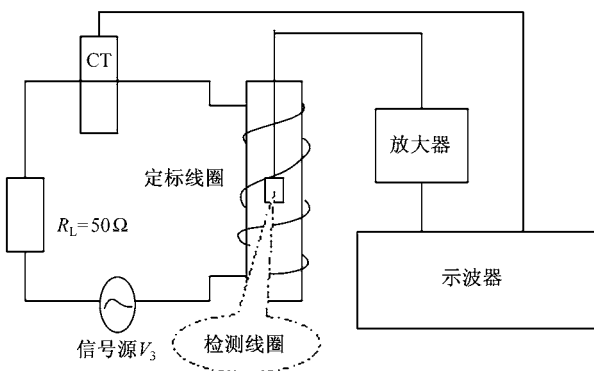 CT
放大器
定标线圈
R_L=50Ω
示波器
信号源V_3
检测线圈